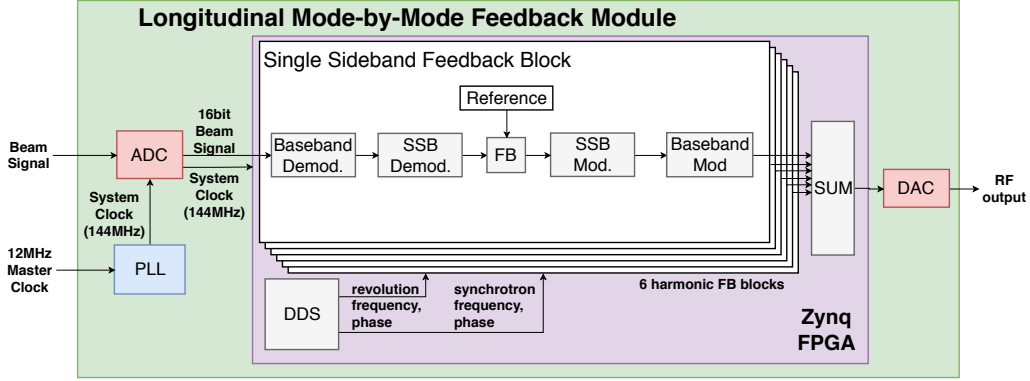 Longitudinal Mode-by-Mode Feedback Module
Single Sideband Feedback Block
Reference
16bit
Beam
Signal
Beam
Signal
ADC
Baseband
Demod.
SSB
Demod.
FB
SSB
Mod.
Baseband
Mod
SUM
DAC
RF
output
System
Clock
(144MHz)
System
Clock
(144MHz)
12MHz
Master
Clock
PLL
DDS
revolution
frequency,
phase
synchrotron
frequency,
phase
6 harmonic FB blocks
Zynq
FPGA